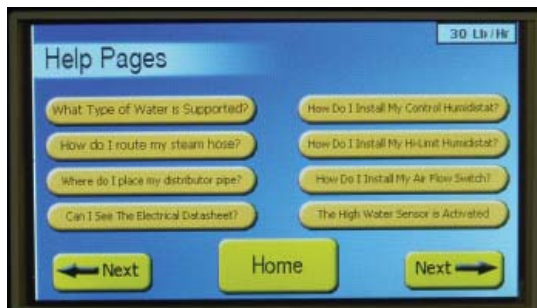 30 Lb/Hr
Help Pages
What Type of Water is Supported?
How Do I Install My Control Humidistat?
How do I route my steam hose?
How Do I Install My Hi-Limit Humidistat?
Where do I place my distributor pipe?
How Do I Install My Air Flow Switch?
Can I See The Electrical Datasheet?
The High Water Sensor is Activated
Next
Home
Next